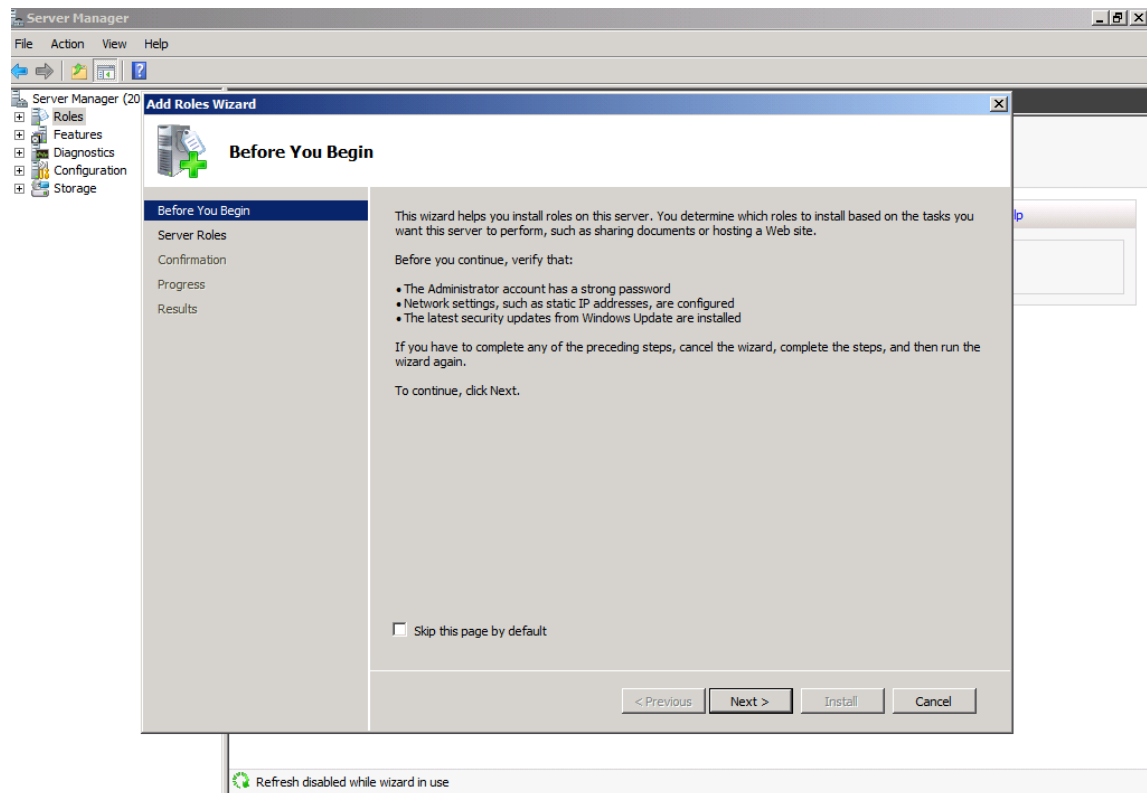 Server Manager
File Action View Help
Server Manager (20
Roles
Features
Diagnostics
Configuration
Storage
Add Roles Wizard
Before You Begin
Before You Begin
Server Roles
Confirmation
Progress
Results
This wizard helps you install roles on this server. You determine which roles to install based on the tasks you
want this server to perform, such as sharing documents or hosting a Web site.
Before you continue, verify that:
• The Administrator account has a strong password
• Network settings, such as static IP addresses, are configured
• The latest security updates from Windows Update are installed
If you have to complete any of the preceding steps, cancel the wizard, complete the steps, and then run the
wizard again.
To continue, click Next.
Skip this page by default
< Previous Next > Install Cancel
lp
Refresh disabled while wizard in use